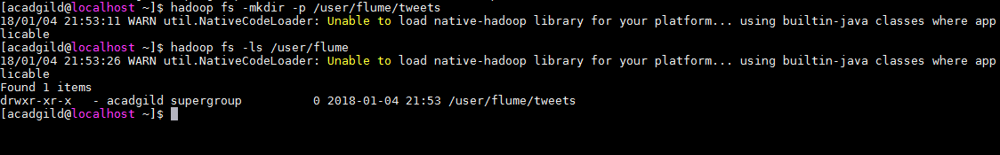 [acadgild@localhost ~]$ hadoop fs -mkdir -p /user/flume/tweets
18/01/04 21:53:11 WARN util.NativeCodeLoader: Unable to load native-hadoop library for your platform... using builtin-java classes where app
licable
[acadgild@localhost ~]$ hadoop fs -ls /user/flume
18/01/04 21:53:26 WARN util.NativeCodeLoader: Unable to load native-hadoop library for your platform... using builtin-java classes where app
licable
Found 1 items
drwxr-xr-x   - acadgild supergroup          0 2018-01-04 21:53 /user/flume/tweets
[acadgild@localhost ~]$